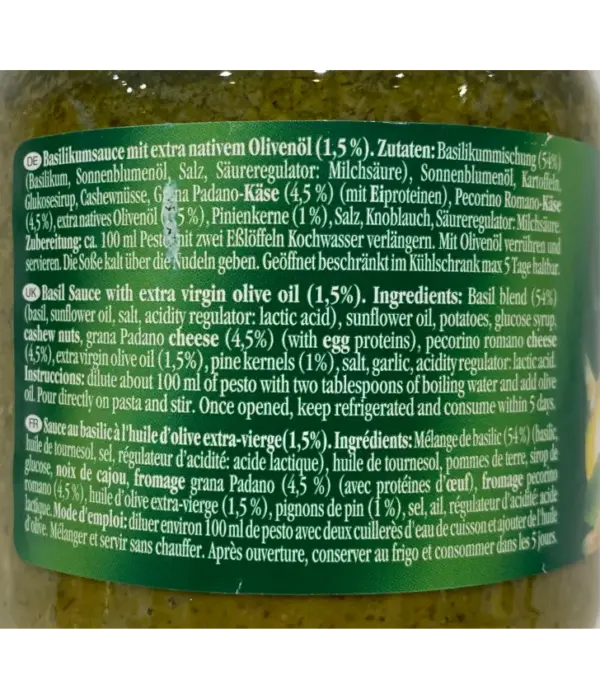 DE Basilikumsauce mit extra nativem Olivenöl (1,5%). Zutaten: Basilikummischung (54%)
(Basilikum, Sonnenblumenöl, Salz, Säureregulator: Milchsäure), Sonnenblumenöl, Kartoffeln,
Glukosesirup, Cashewnüsse, Grana Padano-Käse (4,5 %) (mit Eiproteinen), Pecorino Romano-Käse
(4,5%), extra natives Olivenöl 5%), Pinienkerne (1 %), Salz, Knoblauch, Säureregulator: Milchsäure.
Zubereitung: ca. 100 ml Pesto mit zwei Eßlöffeln Kochwasser verlängern. Mit Olivenöl verrühren und
servieren. Die Soße kalt über die Nudeln geben. Geöffnet beschränkt im Kühlschrank max 5 Tage haltbar.
UK Basil Sauce with extra virgin olive oil (1,5%). Ingredients: Basil blend (54%)
(basil, sunflower oil, salt, acidity regulator: lactic acid), sunflower oil, potatoes, glucose syrup,
cashew nuts, grana Padano cheese (4,5%) (with egg proteins), pecorino romano cheese
(4,5%), extra virgin olive oil (1,5%), pine kernels (1%), salt, garlic, acidity regulator: lactic acid.
Instruccions: dilute about 100 ml of pesto with two tablespoons of boiling water and add olive
oil. Pour directly on pasta and stir. Once opened, keep refrigerated and consume within 5 days.
FR Sauce au basilic à l'huile d'olive extra-vierge(1,5%). Ingrédients: Mélange de basilic (54%) (basilic,
huile de tournesol, sel, régulateur d'acidité: acide lactique), huile de tournesol, pommes de terre, sirop de
glucose, noix de cajou, fromage grana Padano (4,5 %) (avec protéines d'œuf), fromage pecorino
romano (4,5 %), huile d'olive extra-vierge (1,5 %), pignons de pin (1 %), sel, ail, régulateur d'acidité: acide
lactique. Mode d'emploi: diluer environ 100 ml de pesto avec deux cuillerées d'eau de cuisson et ajouter de l'huile
d'olive. Mélanger et servir sans chauffer. Après ouverture, conserver au frigo et consommer dans les 5 jours.